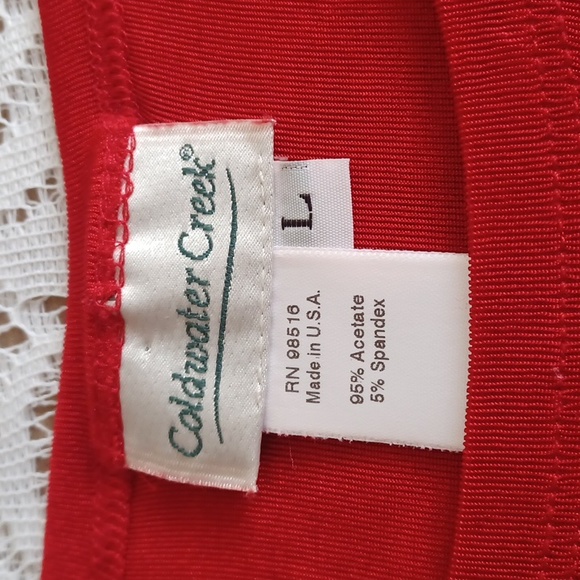 Coldwater Creek®
L
RN 98516
Made in U.S.A.
95% Acetate
5% Spandex